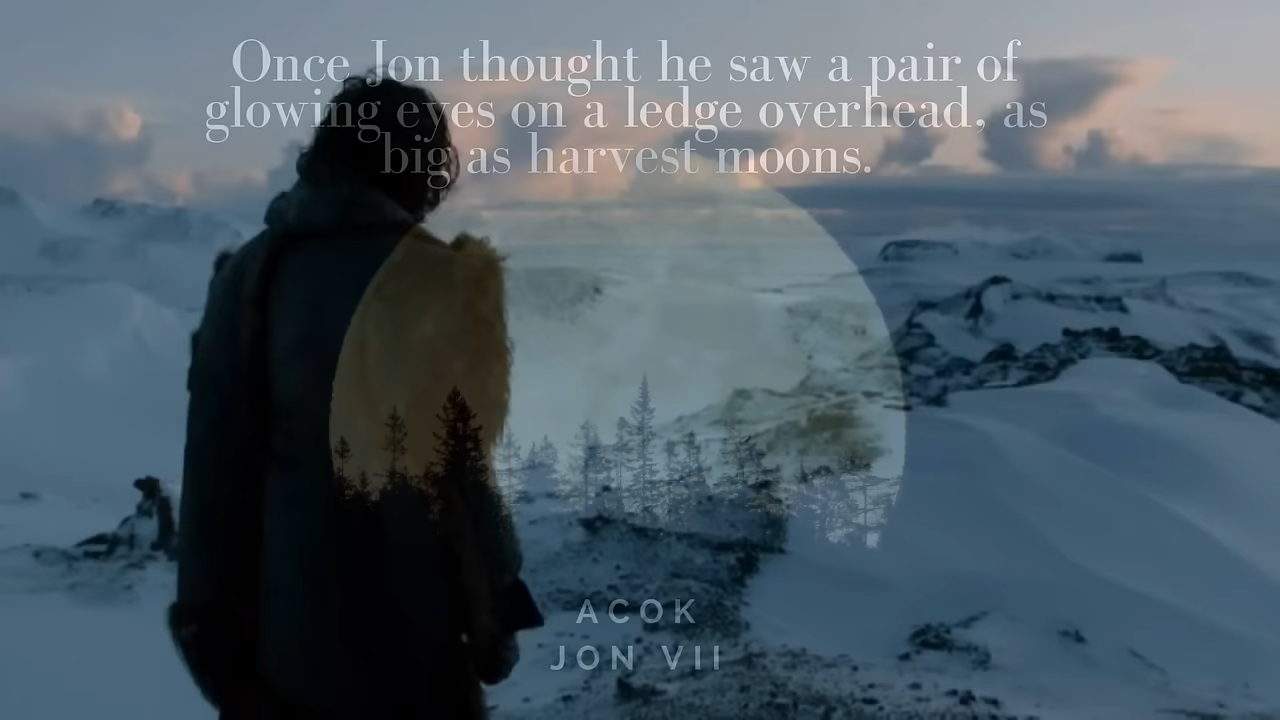 Once Jon thought he saw a pair of
glowing eyes on a ledge overhead, as
big as harvest moons.
ACOK
JON VII